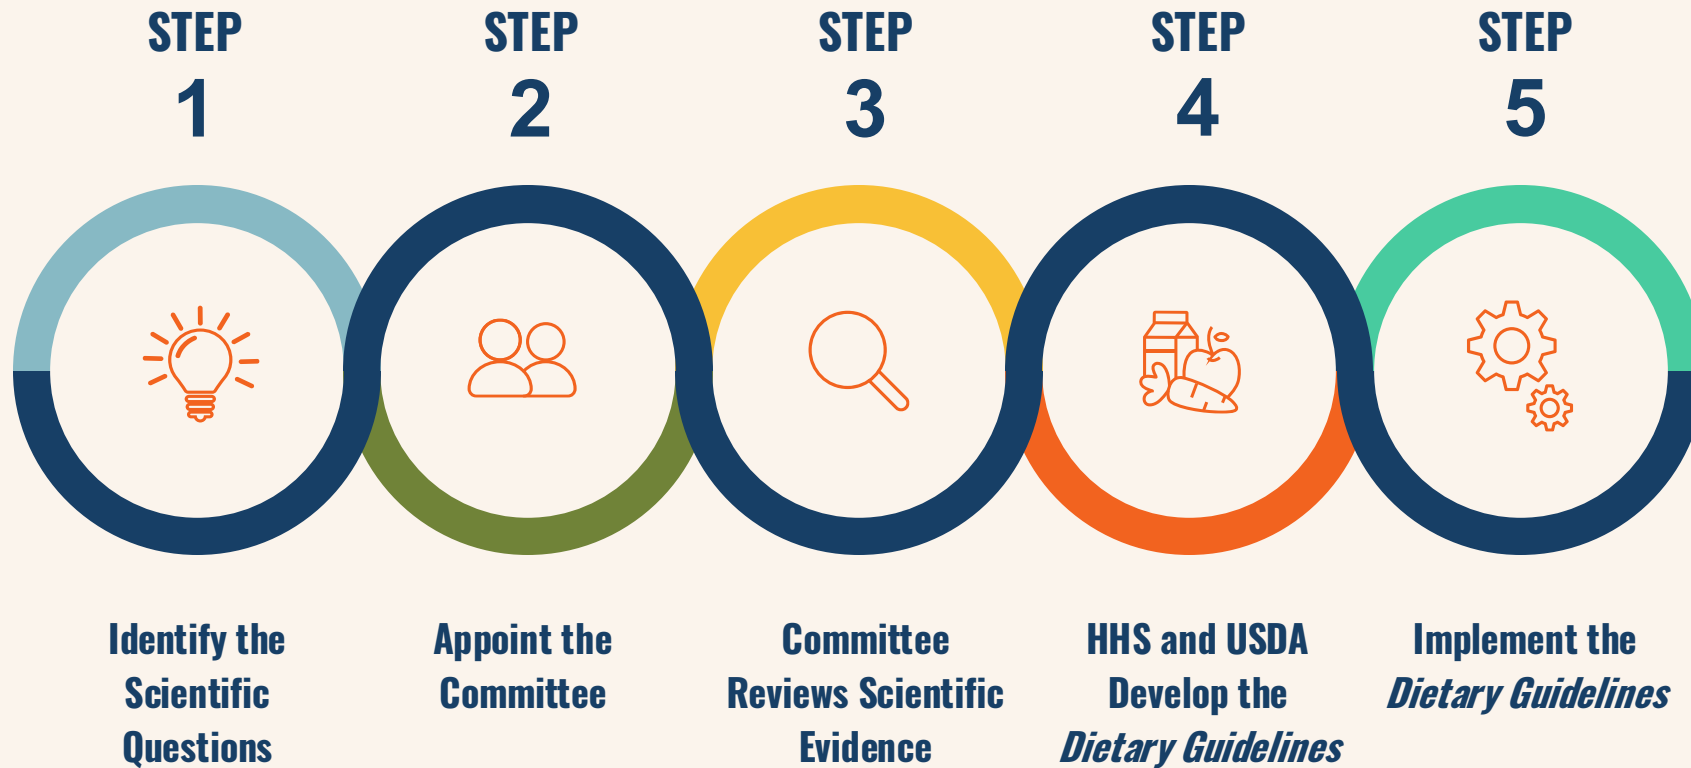 STEP
1
STEP
2
STEP
3
STEP
4
STEP
5
Identify the
Scientific
Questions
Appoint the
Committee
Committee
Reviews Scientific
Evidence
HHS and USDA
Develop the
Dietary Guidelines
Implement the
Dietary Guidelines